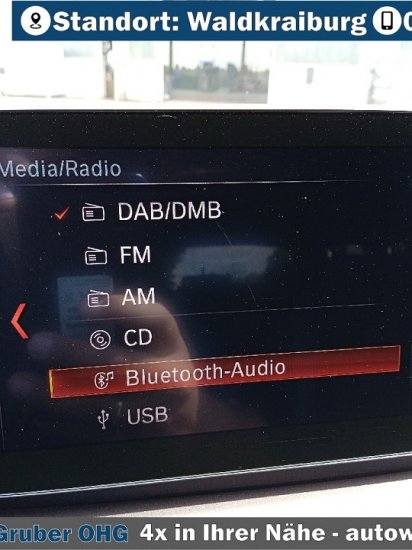 Standort: Waldkraiburg
Media/Radio
DAB/DMB
FM
AM
CD
Bluetooth-Audio
USB
Gruber OHG 4x in Ihrer Nähe - autow